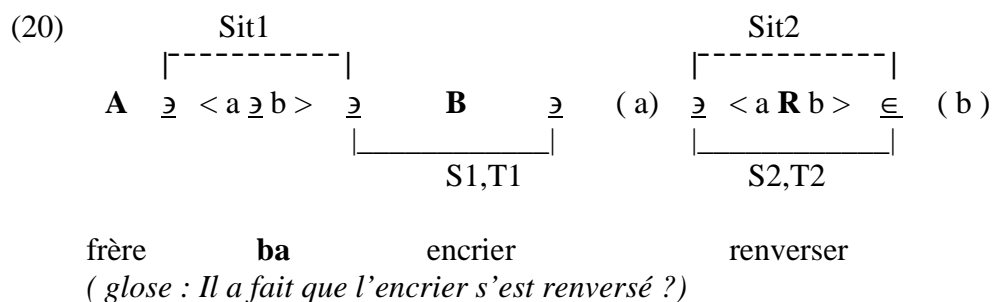 (20) Sit1 Sit2
A ∍ < a ∍ b > ∍ B ∍ ( a) ∍ < a R b > ∈ ( b )
S1,T1 S2,T2
frère ba encrier renverser
( glose : Il a fait que l'encrier s'est renversé ?)